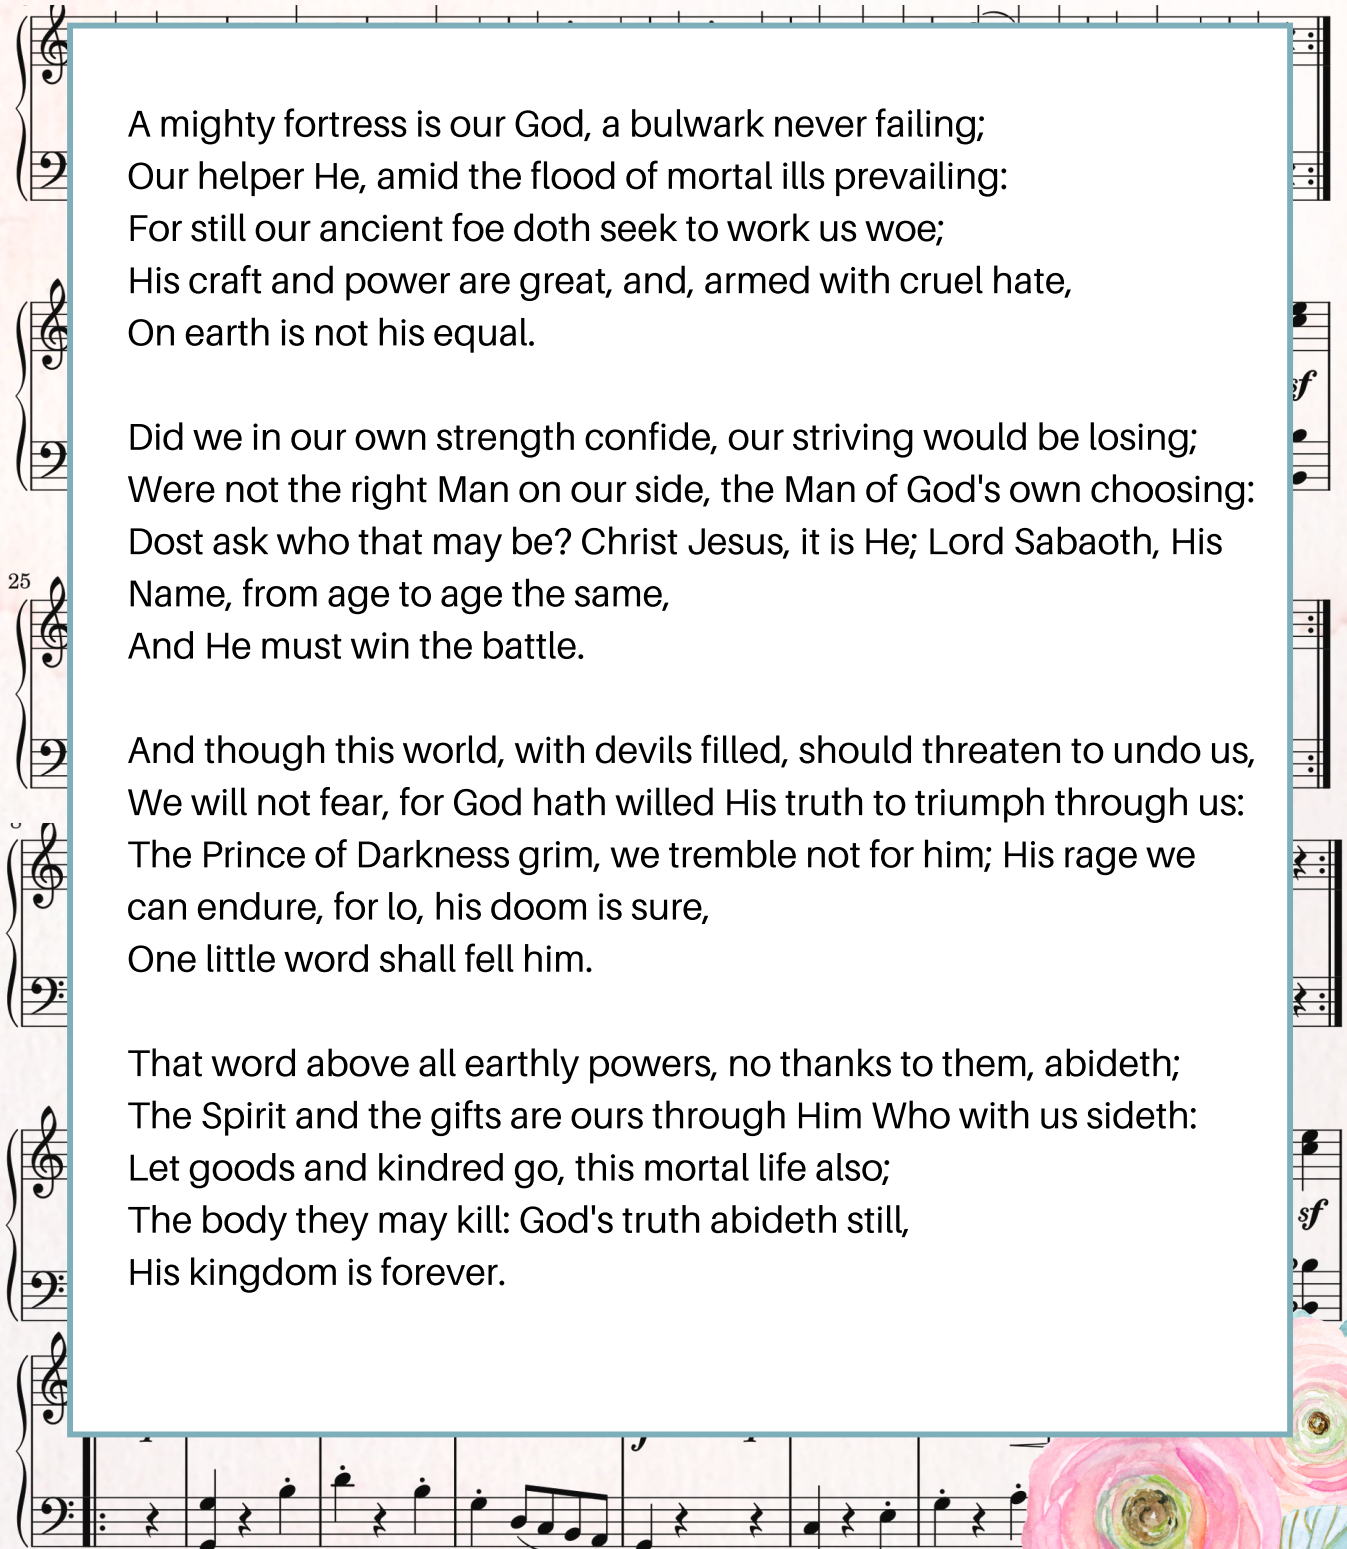 A mighty fortress is our God, a bulwark never failing;
Our helper He, amid the flood of mortal ills prevailing:
For still our ancient foe doth seek to work us woe;
His craft and power are great, and, armed with cruel hate,
On earth is not his equal.

Did we in our own strength confide, our striving would be losing;
Were not the right Man on our side, the Man of God's own choosing:
Dost ask who that may be? Christ Jesus, it is He; Lord Sabaoth, His
Name, from age to age the same,
And He must win the battle.

And though this world, with devils filled, should threaten to undo us,
We will not fear, for God hath willed His truth to triumph through us:
The Prince of Darkness grim, we tremble not for him; His rage we
can endure, for lo, his doom is sure,
One little word shall fell him.

That word above all earthly powers, no thanks to them, abideth;
The Spirit and the gifts are ours through Him Who with us sideth:
Let goods and kindred go, this mortal life also;
The body they may kill: God's truth abideth still,
His kingdom is forever.
sf
25
sf